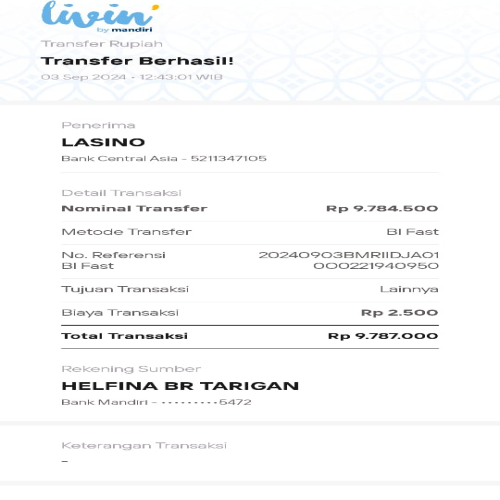 livin'
by mandiri
Transfer Rupiah
Transfer Berhasil!
03 Sep 2024 • 12:43:01 WIB
Penerima
LASINO
Bank Central Asia - 5211347105
Detail Transaksi
Nominal Transfer Rp 9.784.500
Metode Transfer BI Fast
No. Referensi 20240903BMRIIDJA01
BI Fast 000221940950
Tujuan Transaksi Lainnya
Biaya Transaksi Rp 2.500
Total Transaksi Rp 9.787.000
Rekening Sumber
HELFINA BR TARIGAN
Bank Mandiri - •••••••••5472
Keterangan Transaksi
-